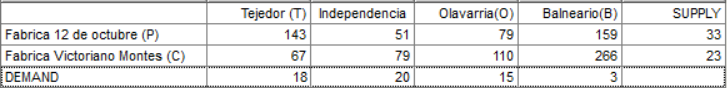 Tejedor (T) Independencia Olavarria(O) Balneario(B) SUPPLY
Fabrica 12 de octubre (P) 143 51 79 159 33
Fabrica Victoriano Montes (C) 67 79 110 266 23
DEMAND 18 20 15 3